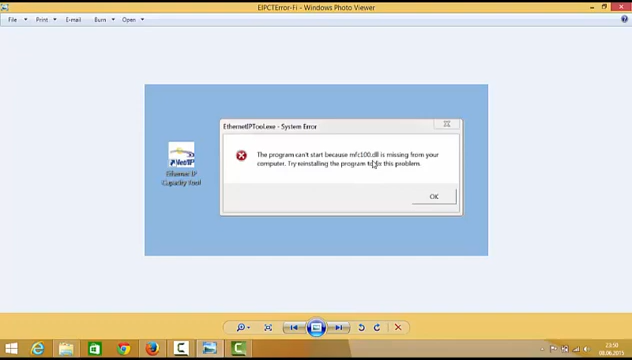 EIPCTError-Fi - Windows Photo Viewer
File Print E-mail Burn Open
EthernetIPTool.exe - System Error
The program can't start because mfc100.dll is missing from your
computer. Try reinstalling the program to fix this problem
OK
EtherNet IP
Capacity Tool
23:50
08.06.2015